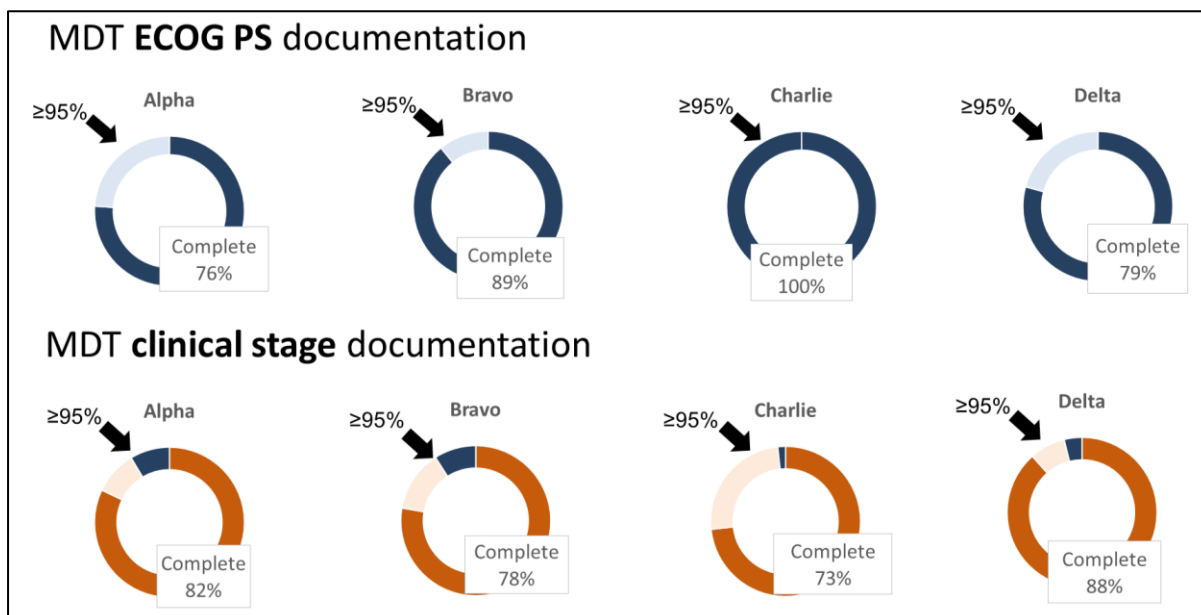 MDT ECOG PS documentation
≥95%
Alpha
Complete
76%
≥95%
Bravo
Complete
89%
≥95%
Charlie
Complete
100%
≥95%
Delta
Complete
79%
MDT clinical stage documentation
≥95%
Alpha
Complete
82%
≥95%
Bravo
Complete
78%
≥95%
Charlie
Complete
73%
≥95%
Delta
Complete
88%